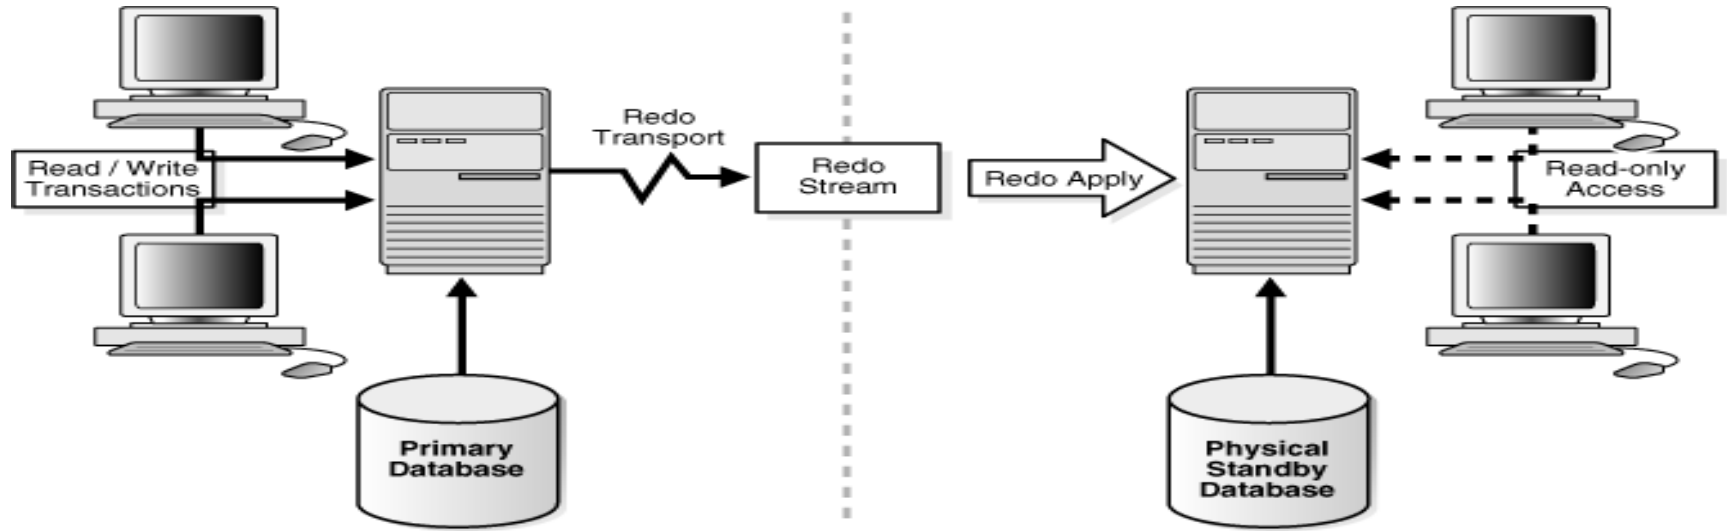 Read / Write
Transactions
Redo
Transport
Redo
Stream
Redo Apply
Read-only
Access
Primary
Database
Physical
Standby
Database